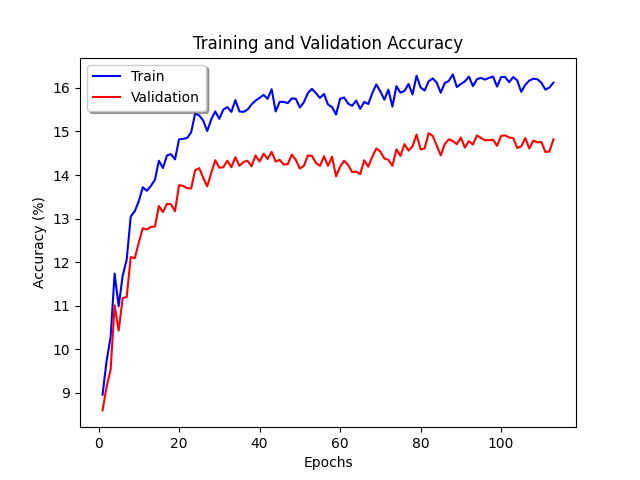 Training and Validation Accuracy
Train
Validation
16
15
14
13
12
11
10
9
Accuracy (%)
0 20 40 60 80 100
Epochs